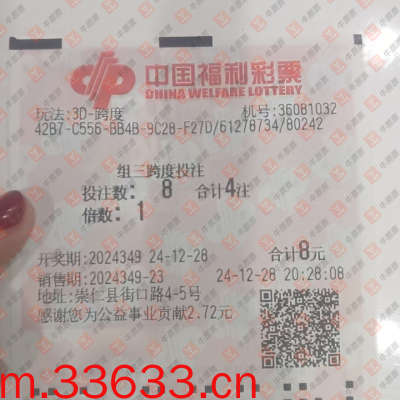 中国福利彩票
CHINA WELFARE LOTTERY
玩法:3D-跨度 机号:36081032
42B7-C556-BB4B-9C28-F27D/61278734/80242
组三跨度投注
投注数: 8 合计4注
倍数: 1
开奖期:2024349 24-12-28 合计8元
销售期:2024349-23 24-12-28 20:28:08
地址:崇仁县街口路4-5号
感谢您为公益事业贡献2.72元
m.33633.cn